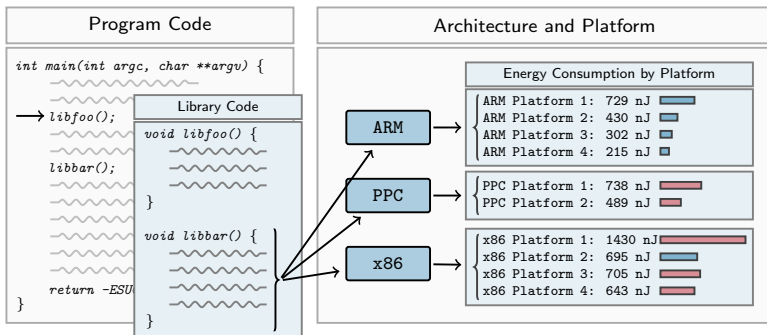 Program Code
int main(int argc, char **argv) {
libfoo();
libbar();
return -ESU
}
Library Code
void libfoo() {
}
void libbar() {
}
Architecture and Platform
ARM
PPC
x86
Energy Consumption by Platform
ARM Platform 1: 729 nJ
ARM Platform 2: 430 nJ
ARM Platform 3: 302 nJ
ARM Platform 4: 215 nJ
PPC Platform 1: 738 nJ
PPC Platform 2: 489 nJ
x86 Platform 1: 1430 nJ
x86 Platform 2: 695 nJ
x86 Platform 3: 705 nJ
x86 Platform 4: 643 nJ